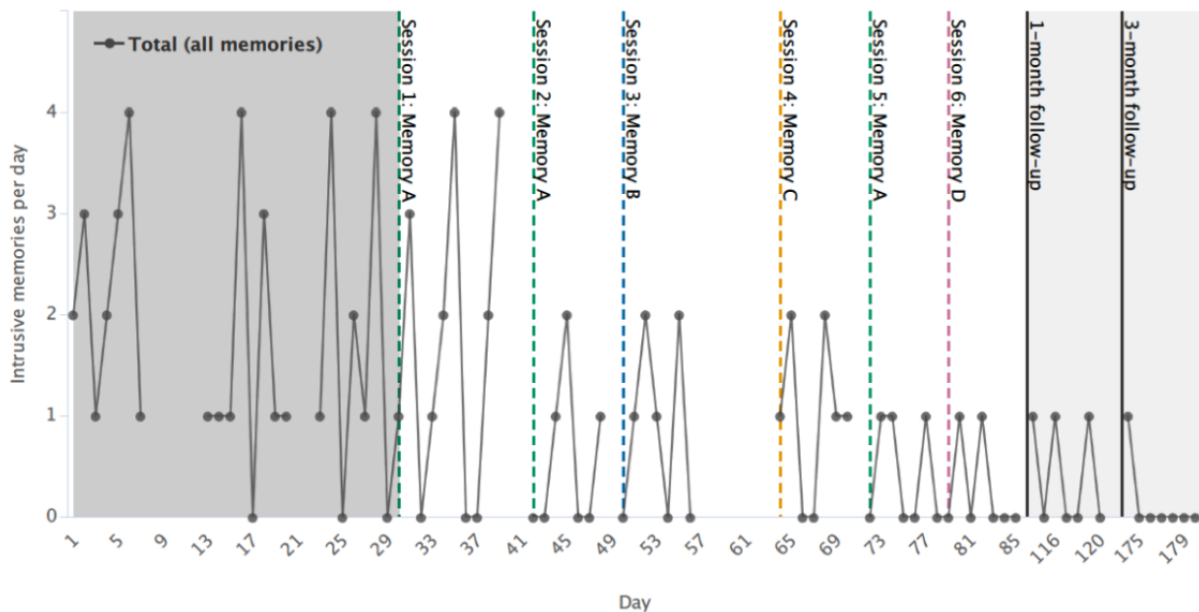 Total (all memories)
Session 1: Memory A
Session 2: Memory A
Session 3: Memory B
Session 4: Memory C
Session 5: Memory A
Session 6: Memory D
1-month follow-up
3-month follow-up
Intrusive memories per day
4
3
2
1
0
1 5 9 13 17 21 25 29 33 37 41 45 49 53 57 61 65 69 73 77 81 85 116 120 175 179
Day